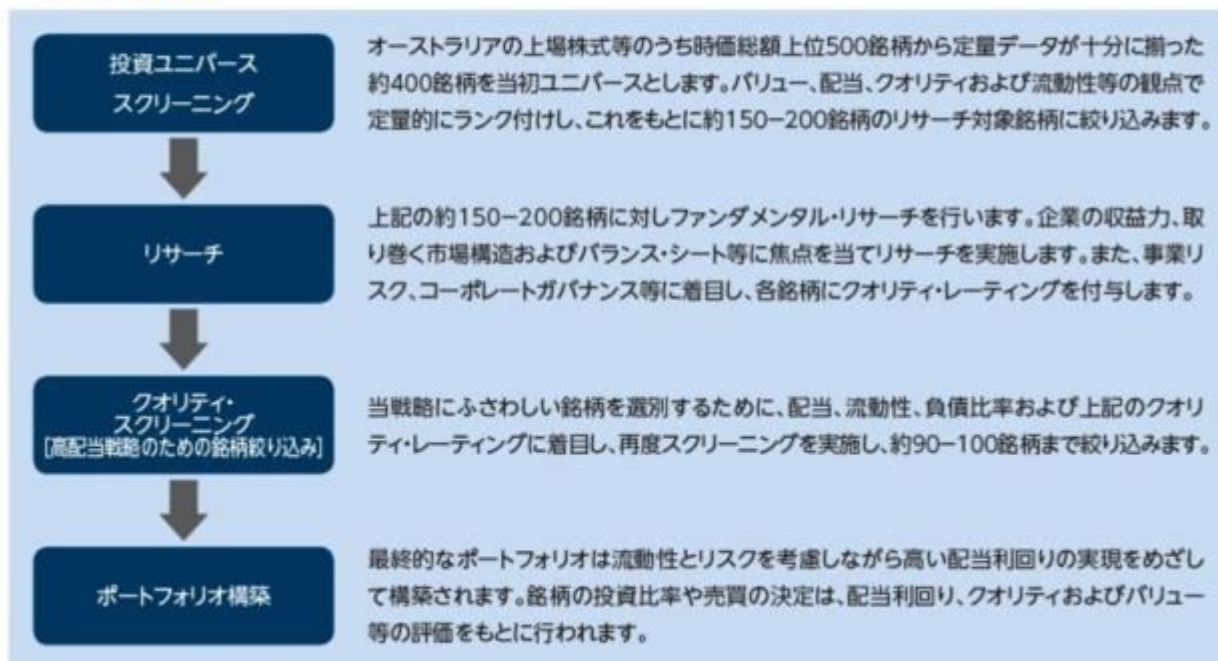 投資ユニバース
スクリーニング
オーストラリアの上場株式等のうち時価総額上位500銘柄から定量データが十分に揃った
約400銘柄を当初ユニバースとします。バリュー、配当、クオリティおよび流動性等の観点で
定量的にランク付けし、これをもとに約150－200銘柄のリサーチ対象銘柄に絞り込みます。
リサーチ
上記の約150－200銘柄に対しファンダメンタル・リサーチを行います。企業の収益力、取
り巻く市場構造およびバランス・シート等に焦点を当てリサーチを実施します。また、事業リ
スク、コーポレートガバナンス等に着目し、各銘柄にクオリティ・レーティングを付与します。
クオリティ・
スクリーニング
[高配当戦略のための銘柄絞り込み]
当戦略にふさわしい銘柄を選別するために、配当、流動性、負債比率および上記のクオリ
ティ・レーティングに着目し、再度スクリーニングを実施し、約90－100銘柄まで絞り込みます。
ポートフォリオ構築
最終的なポートフォリオは流動性とリスクを考慮しながら高い配当利回りの実現をめざし
て構築されます。銘柄の投資比率や売買の決定は、配当利回り、クオリティおよびバリュー
等の評価をもとに行われます。